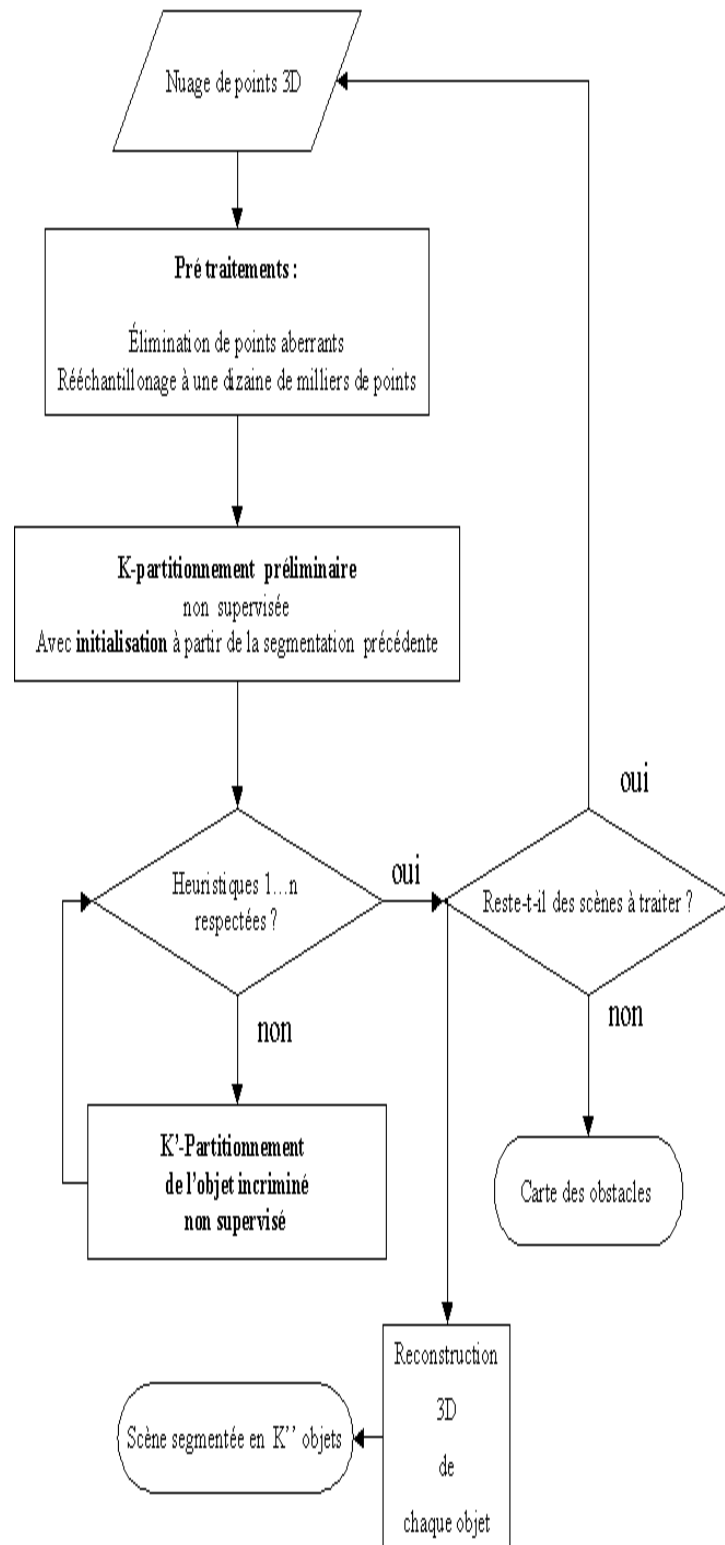 Nuage de points 3D
Pré traitements :
Élimination de points aberrants
Rééchantillonage à une dizaine de milliers de points
K-partitionnement préliminaire
non supervisée
Avec initialisation à partir de la segmentation précédente
Heuristiques 1...n
respectées ?
oui
non
K’-Partitionnement
de l’objet incriminé
non supervisé
Reste-t-il des scènes à traiter ?
oui
non
Carte des obstacles
Reconstruction
3D
de
chaque objet
Scène segmentée en K’’ objets